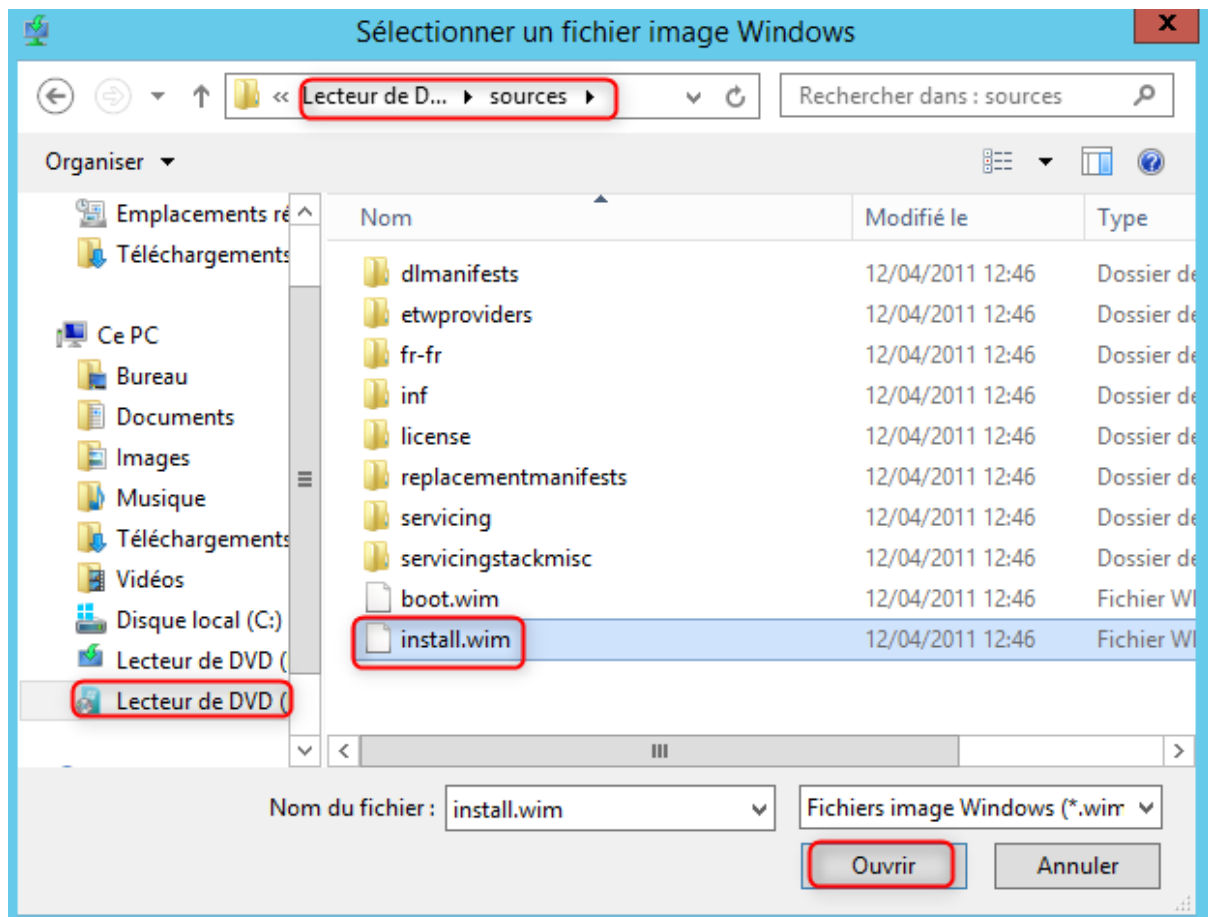 Sélectionner un fichier image Windows
« Lecteur de D... sources
Rechercher dans : sources
Organiser
Emplacements ré
Téléchargements
Ce PC
Bureau
Documents
Images
Musique
Téléchargements
Vidéos
Disque local (C:)
Lecteur de DVD (
Lecteur de DVD (
Nom Modifié le Type
dlmanifests 12/04/2011 12:46 Dossier de
etwproviders 12/04/2011 12:46 Dossier de
fr-fr 12/04/2011 12:46 Dossier de
inf 12/04/2011 12:46 Dossier de
license 12/04/2011 12:46 Dossier de
replacementmanifests 12/04/2011 12:46 Dossier de
servicing 12/04/2011 12:46 Dossier de
servicingstackmisc 12/04/2011 12:46 Dossier de
boot.wim 12/04/2011 12:46 Fichier WI
install.wim 12/04/2011 12:46 Fichier WI
Nom du fichier : install.wim
Fichiers image Windows (*.wim
Ouvrir
Annuler